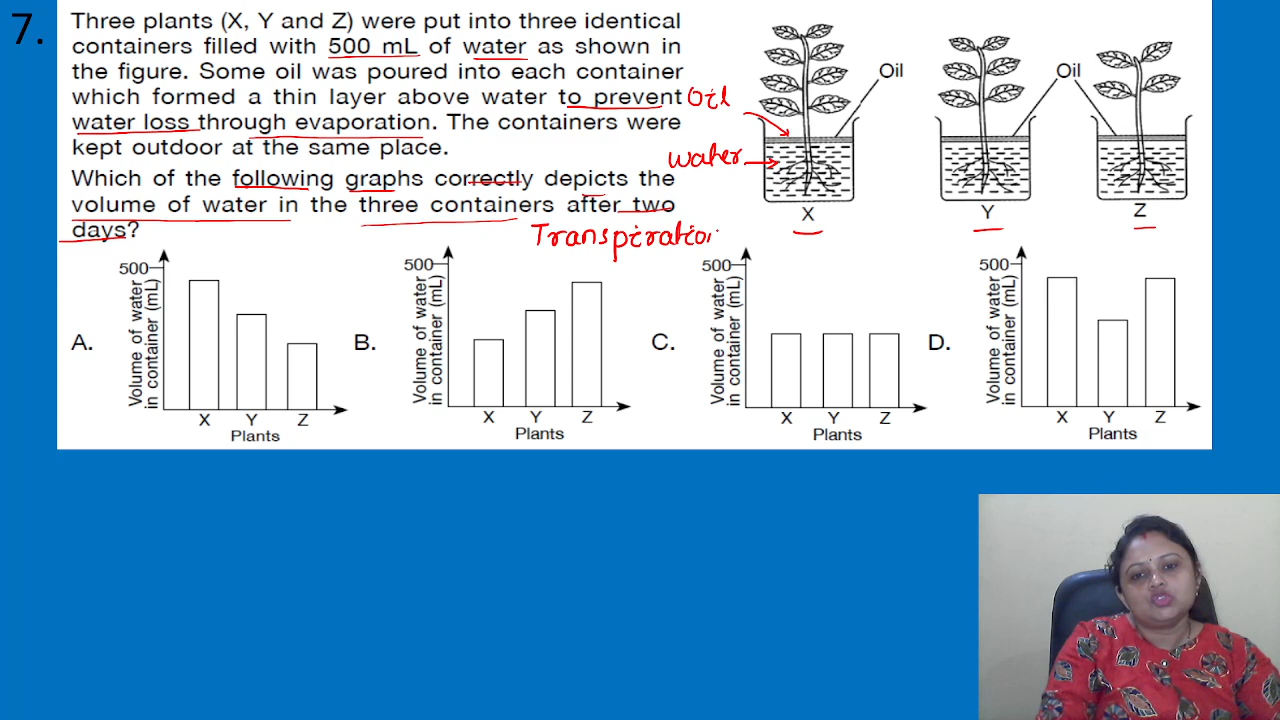 7.
Three plants (X, Y and Z) were put into three identical
containers filled with 500 mL of water as shown in
the figure. Some oil was poured into each container
which formed a thin layer above water to prevent
water loss through evaporation. The containers were
kept outdoor at the same place.
Which of the following graphs correctly depicts the
volume of water in the three containers after two
days?
Oil
water
Transpiration
Oil
Oil
X
Y
Z
A.
500
Volume of water
in container (mL)
X Y Z
Plants
B.
500
Volume of water
in container (mL)
X Y Z
Plants
C.
500
Volume of water
in container (mL)
X Y Z
Plants
D.
500
Volume of water
in container (mL)
X Y Z
Plants